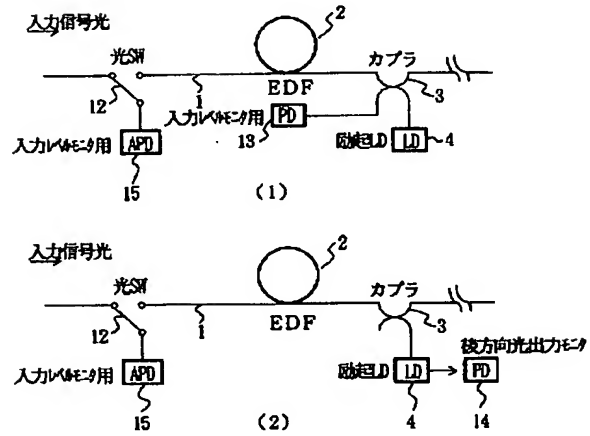 入力信号光
光SW
2
カプラ
EDF
12
1
3
入力レベルモニタ用
PD
13
励起LD
LD
4
入力レベルモニタ用
APD
15
(1)
入力信号光
光SW
2
カプラ
EDF
12
1
3
後方向光出力モニタ
入力レベルモニタ用
APD
励起LD
LD
PD
15
(2)
4
14